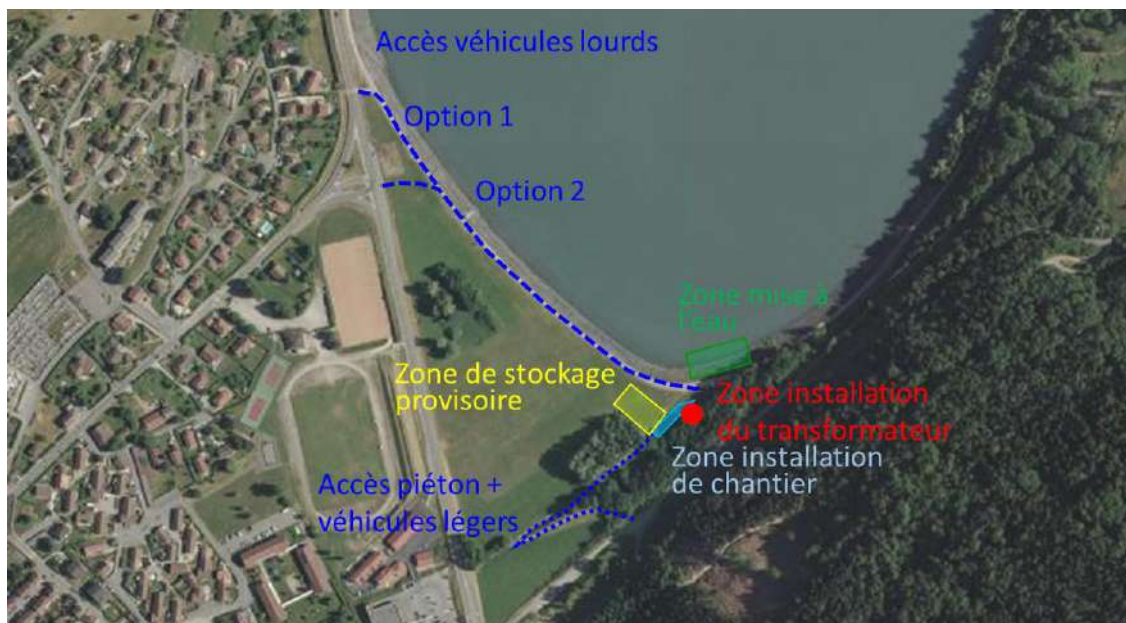 Accès véhicules lourds
Option 1
Option 2
Zone mise à
l'eau
Zone de stockage
provisoire
Zone installation
du transformateur
Zone installation
de chantier
Accès piéton +
véhicules légers